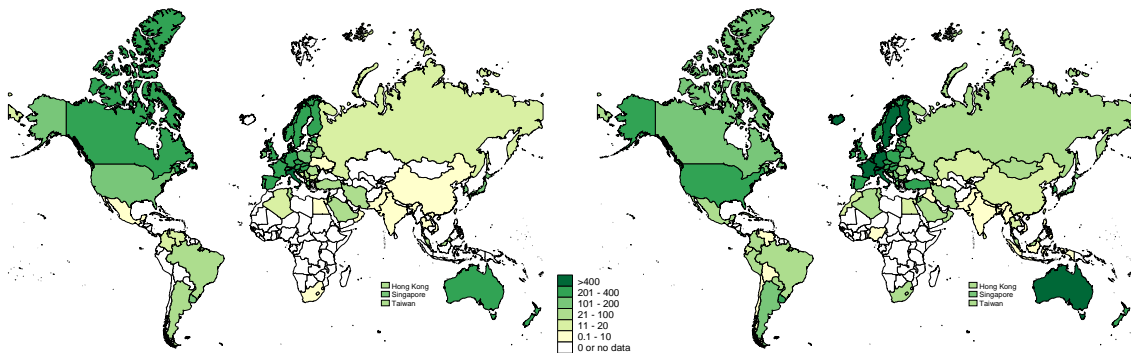 Hong Kong
Singapore
Taiwan
>400
201 - 400
101 - 200
21 - 100
11 - 20
0.1 - 10
0 or no data
Hong Kong
Singapore
Taiwan